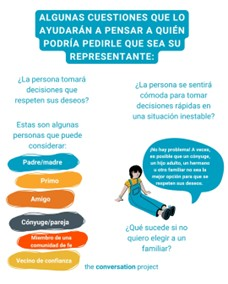 ALGUNAS CUESTIONES QUE LO
AYUDARÁN A PENSAR A QUIÉN
PODRÍA PEDIRLE QUE SEA SU
REPRESENTANTE:
¿La persona tomará
decisiones que
respeten sus deseos?
Estas son algunas
personas que puede
considerar:
Padre/madre
Primo
Amigo
Cónyuge/pareja
Miembro de una
comunidad de fe
Vecino de confianza
¿La persona se sentirá
cómoda para tomar
decisiones rápidas en
una situación inestable?
¡No hay problema! A veces,
es posible que un cónyuge,
un hijo adulto, un hermano
u otro familiar no sea la
mejor opción para que
se respeten sus deseos.
¿Qué sucede si no
quiero elegir a un
familiar?
the conversation project